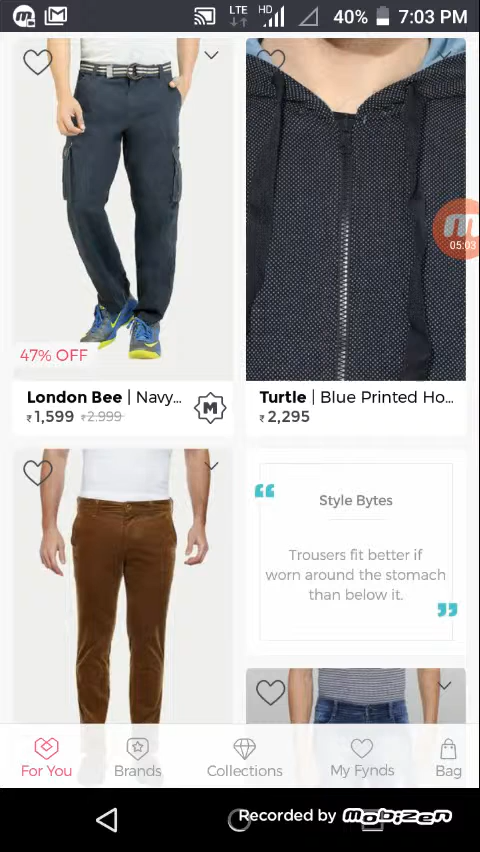 LTE HD 40% 7:03 PM
05:03
47% OFF
London Bee | Navy...
₹1,599 ₹2,999
M
Turtle | Blue Printed Ho...
₹2,295
“
Style Bytes
Trousers fit better if
worn around the stomach
than below it.
”
For You Brands Collections My Fynds Bag
Recorded by Mobizen